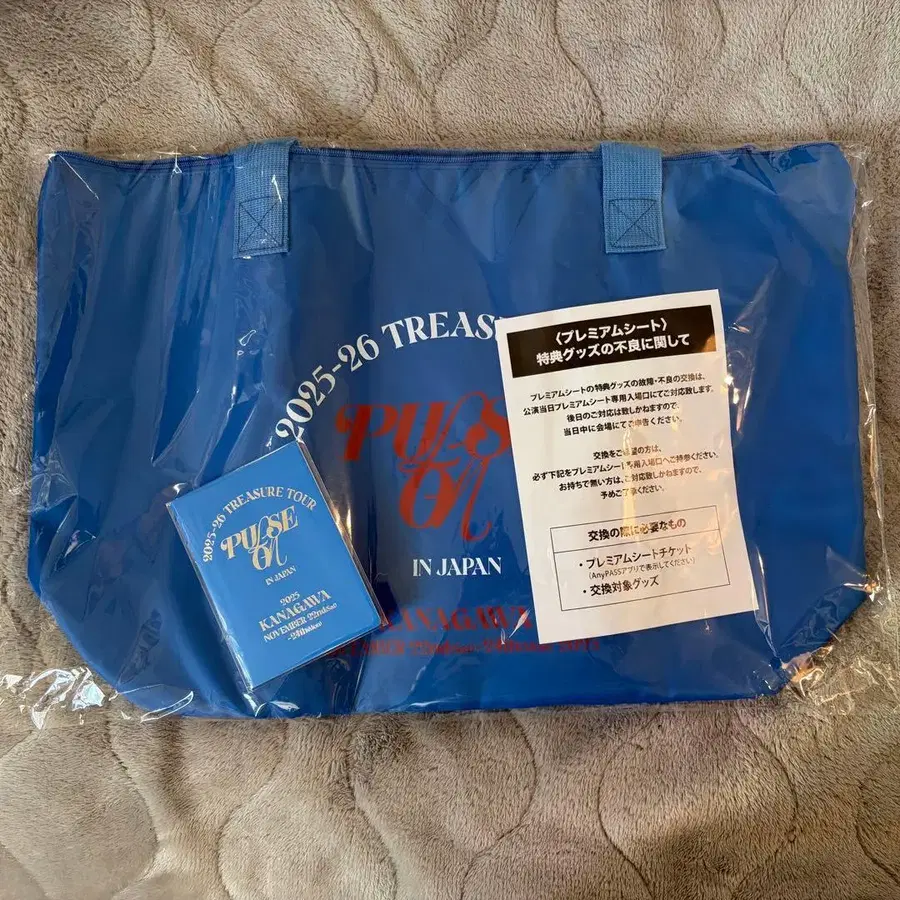 2025-26 TREASURE
PULSE
ON
IN JAPAN
KANAGAWA
2025-26 TREASURE TOUR
PULSE
ON
IN JAPAN
2025
KANAGAWA
NOVEMBER 22nd(Sat)
-24th(Mon)
〈プレミアムシート〉
特典グッズの不良に関して
プレミアムシートの特典グッズの故障・不良の交換は、
公演当日プレミアムシート専用入場口にてご対応致します。
後日のご対応は致しかねますので、
当日中に会場にてご申告ください。
交換をご希望の方は、
必ず下記をプレミアムシート専用入場口へご持参ください。
お持ちで無い方は、ご対応致しかねますので、
予めご了承ください。
交換の際に必要なもの
・プレミアムシートチケット
(AnyPASSアプリで表示してください)
・交換対象グッズ